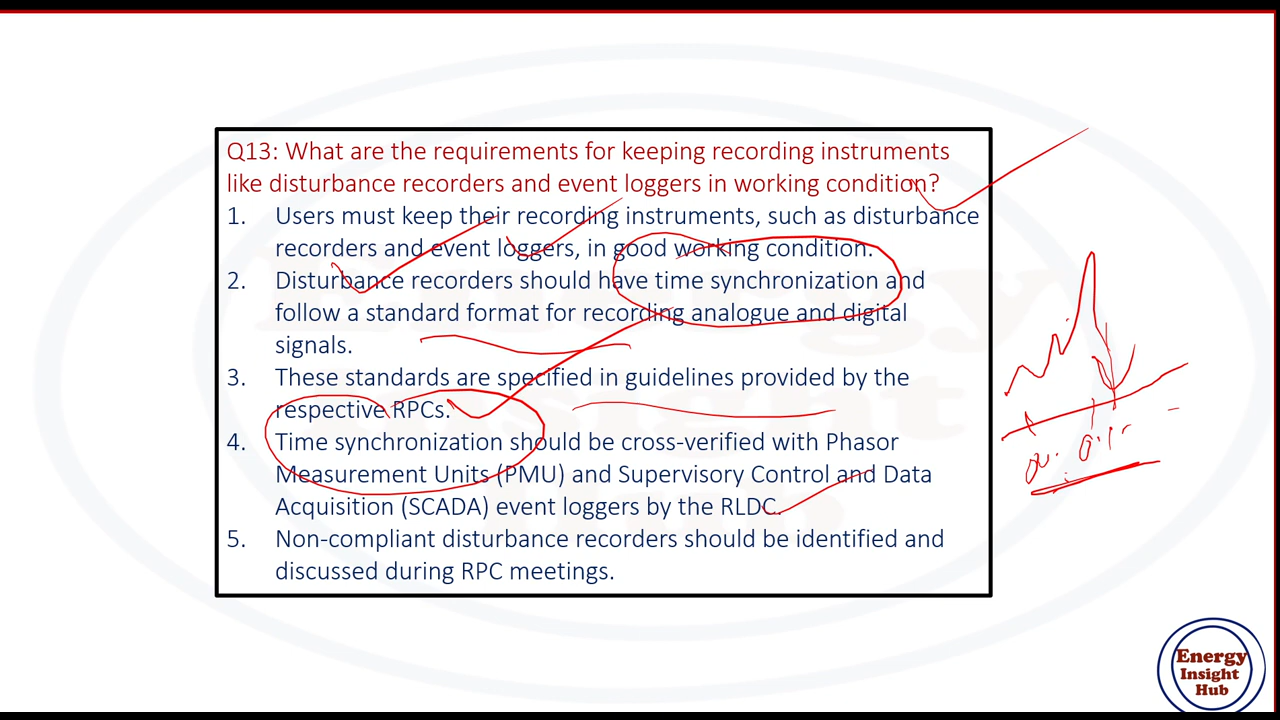 Q13: What are the requirements for keeping recording instruments
like disturbance recorders and event loggers in working condition?
1. Users must keep their recording instruments, such as disturbance
recorders and event loggers, in good working condition.
2. Disturbance recorders should have time synchronization and
follow a standard format for recording analogue and digital
signals.
3. These standards are specified in guidelines provided by the
respective RPCs.
4. Time synchronization should be cross-verified with Phasor
Measurement Units (PMU) and Supervisory Control and Data
Acquisition (SCADA) event loggers by the RLDC.
5. Non-compliant disturbance recorders should be identified and
discussed during RPC meetings.
Energy
Insight
Hub